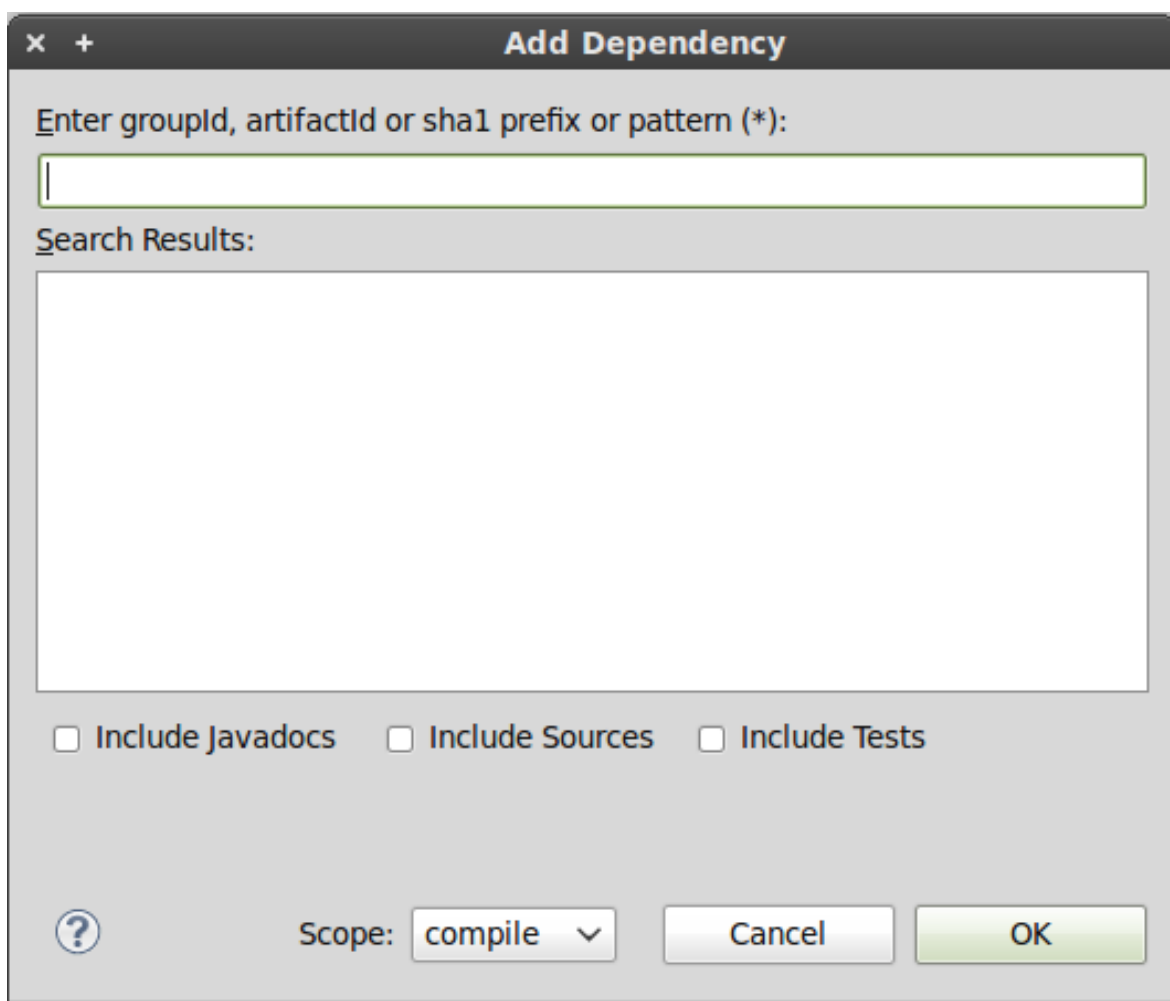 Add Dependency
Enter groupId, artifactId or sha1 prefix or pattern (*):
Search Results:
Include Javadocs Include Sources Include Tests
Scope: compile Cancel OK